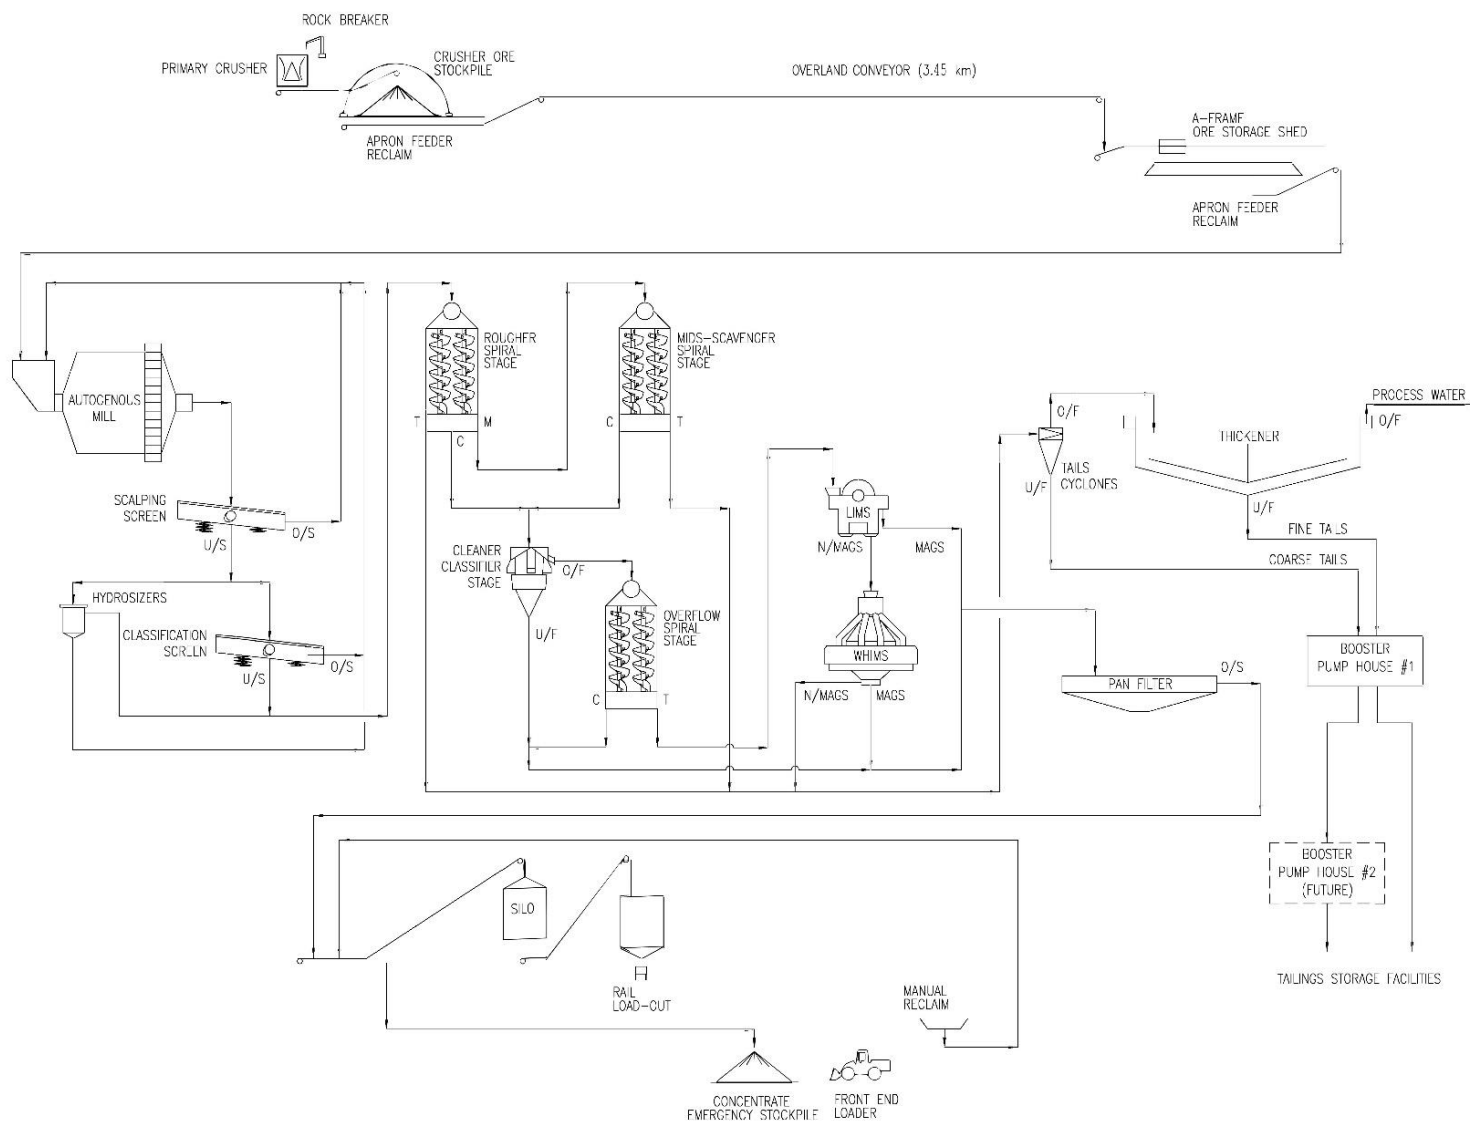 ROCK BREAKER
PRIMARY CRUSHER
CRUSHER ORE
STOCKPILE
OVERLAND CONVEYOR (3.45 km)
APRON FEEDER
RECLAIM
A-FRAMF
ORE STORAGE SHED
APRON FEEDER
RECLAIM
AUTOGENOUS
MILL
ROUGHFR
SPIRAL
STAGE
MIDS-SCAVENGER
SPIRAL
STAGE
T
M
C
C
T
SCALPING
SCREEN
O/S
U/S
HYDROSIZERS
CLASSIFICATION
SCRLLN
O/S
U/S
CLEANER
CLASSIFIER
STAGE
O/F
U/F
OVERFLOW
SPIRAL
STAGE
C
T
LIMS
N/MAGS
MAGS
WHIMS
N/MAGS
MAGS
O/F
TAILS
CYCLONES
U/F
PROCESS WATER
O/F
THICKENER
U/F
FINE TAILS
COARSE TAILS
PAN FILTER
O/S
BOOSTER
PUMP HOUSE #1
BOOSTER
PUMP HOUSE #2
(FUTURE)
TAILINGS STORAGE FACILITIES
SILO
RAIL
LOAD-OUT
MANUAL
RECLAIM
CONCENTRATE
EMERGENCY STOCKPILE
FRONT END
LOADER